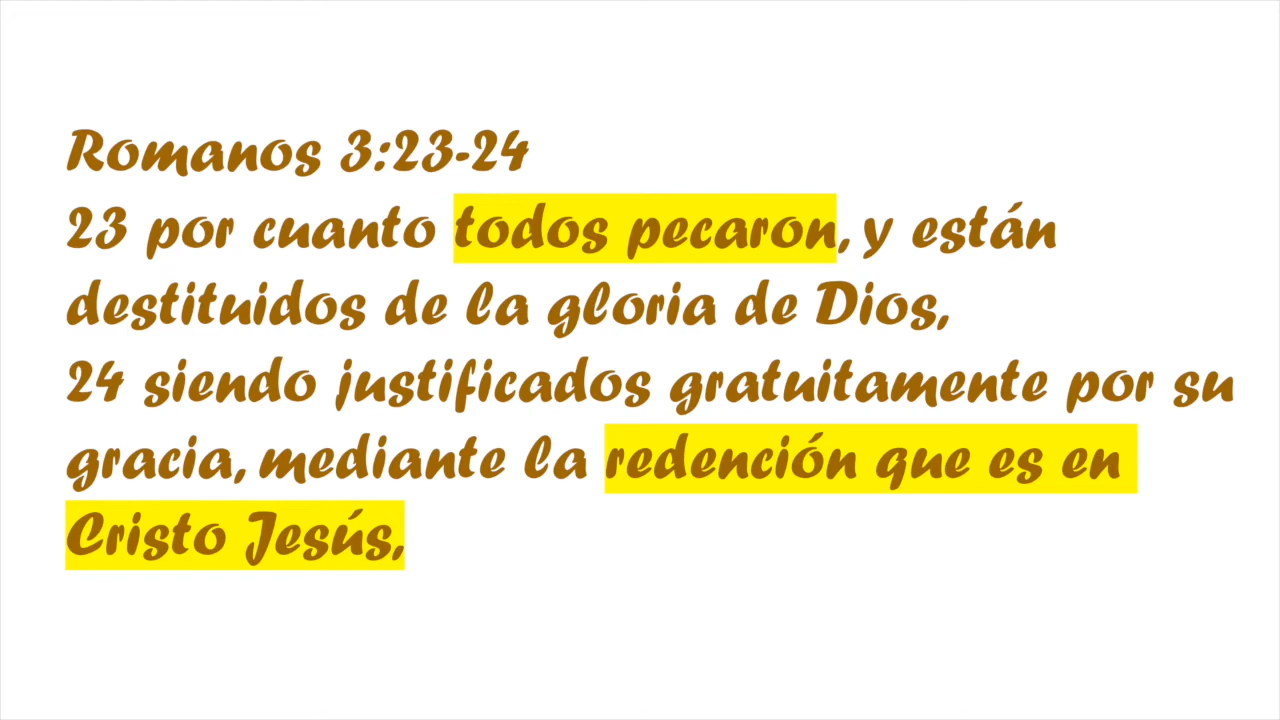 Romanos 3:23-24
23 por cuanto todos pecaron, y están
destituidos de la gloria de Dios,
24 siendo justificados gratuitamente por su
gracia, mediante la redención que es en
Cristo Jesús,